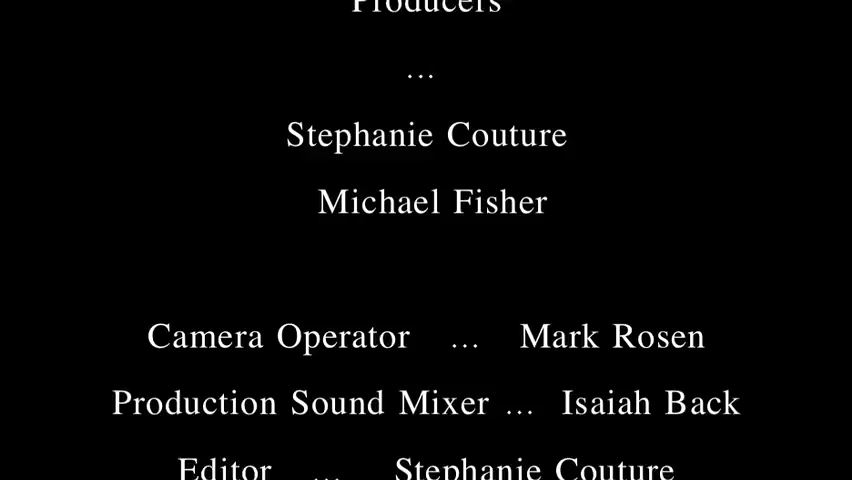 Producers
...
Stephanie Couture
Michael Fisher
Camera Operator ... Mark Rosen
Production Sound Mixer ... Isaiah Back
Editor ... Stephanie Couture